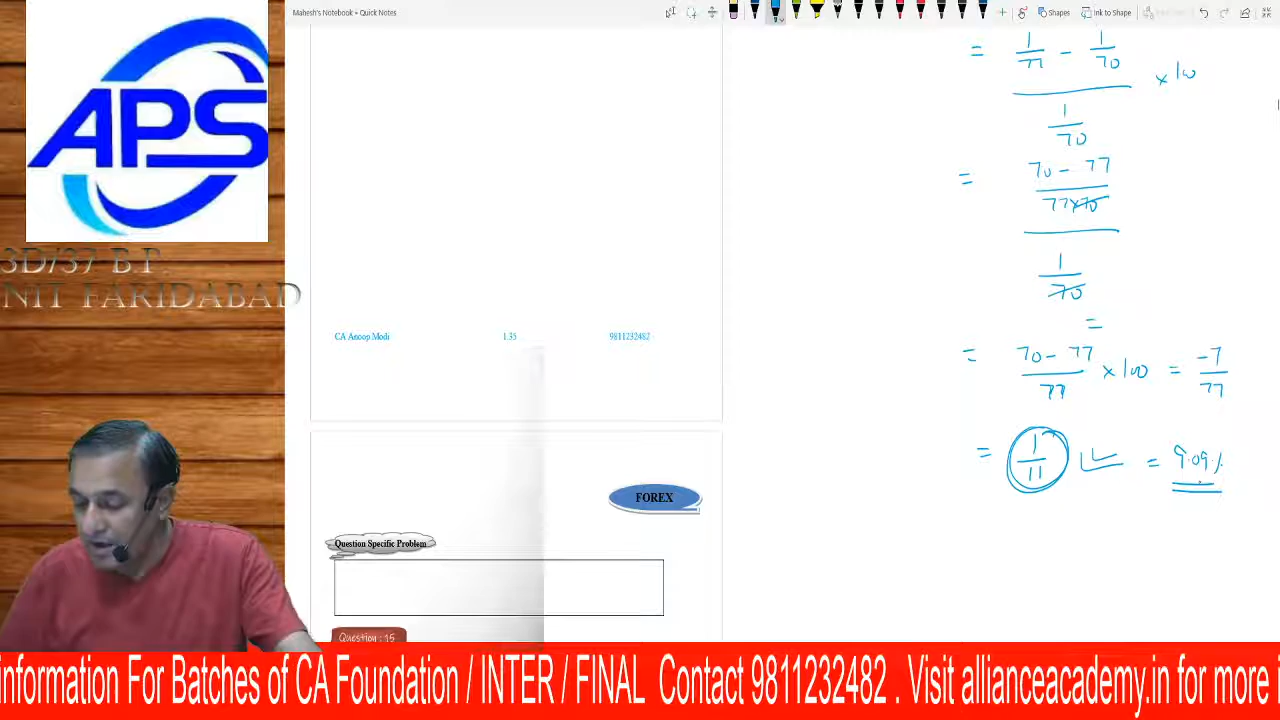 Mahesh's Notebook • Quick Notes
Shapes
Ink to Shape
APS
3D/37 B.P.
NIT FARIDABAD
CA Anoop Modi 1.35 9811232482
FOREX
Question Specific Problem
Question : 15
= 1/77 - 1/70
x 100
1/70
= 70 - 77
77x70
1/70
=
= 70 - 77/77 x 100 = -7/77
= 1/11 = 9.09%
information For Batches of CA Foundation / INTER / FINAL Contact 9811232482 . Visit allianceacademy.in for more i